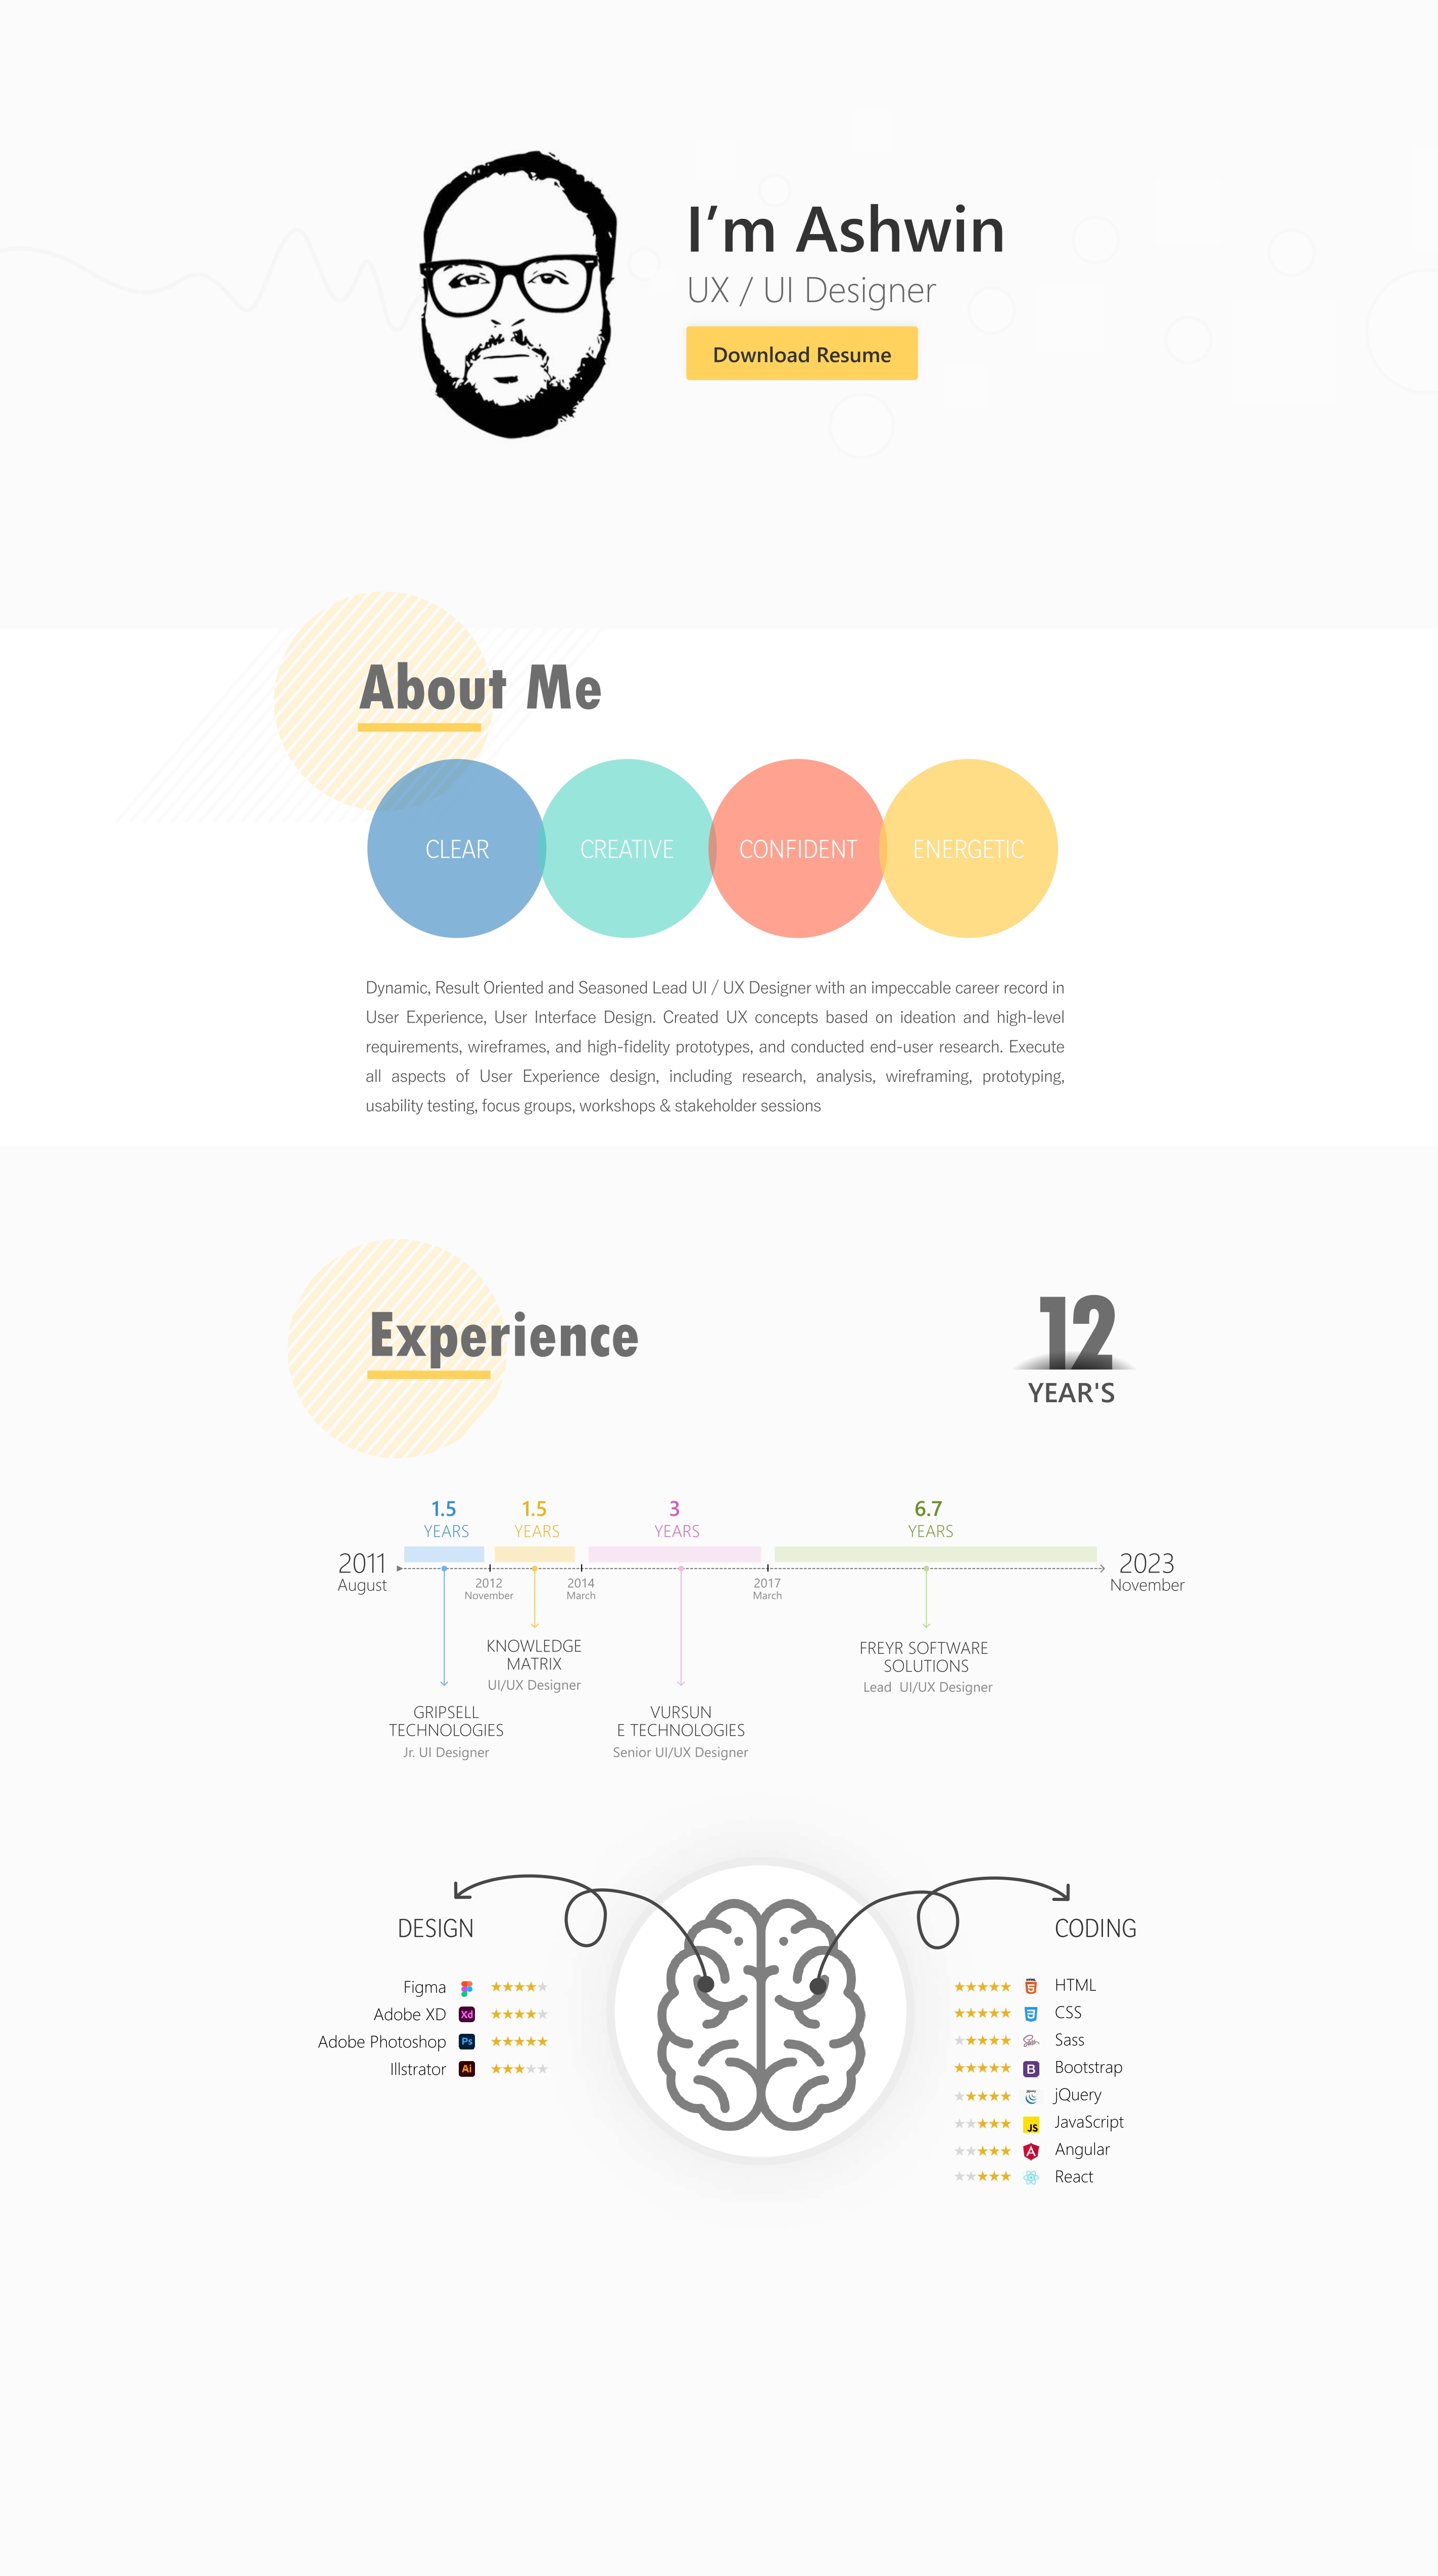 I’m Ashwin
UX / UI Designer
Download Resume
About Me
CLEAR
CREATIVE
CONFIDENT
ENERGETIC
Dynamic, Result Oriented and Seasoned Lead UI / UX Designer with an impeccable career record in
User Experience, User Interface Design. Created UX concepts based on ideation and high-level
requirements, wireframes, and high-fidelity prototypes, and conducted end-user research. Execute
all aspects of User Experience design, including research, analysis, wireframing, prototyping,
usability testing, focus groups, workshops & stakeholder sessions
Experience
12
YEAR'S
1.5
YEARS
1.5
YEARS
3
YEARS
6.7
YEARS
2011
August
2012
November
2014
March
2017
March
2023
November
KNOWLEDGE
MATRIX
UI/UX Designer
FREYR SOFTWARE
SOLUTIONS
Lead  UI/UX Designer
GRIPSELL
TECHNOLOGIES
Jr. UI Designer
VURSUN
E TECHNOLOGIES
Senior UI/UX Designer
DESIGN
Figma
Adobe XD
Xd
Adobe Photoshop
Ps
Illstrator
Ai
CODING
HTML
CSS
Sass
Bootstrap
B
jQuery
JavaScript
JS
Angular
A
React